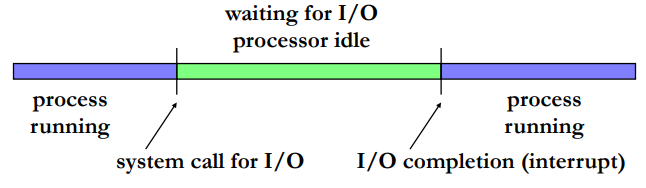 waiting for I/O
processor idle
process
running
process
running
system call for I/O
I/O completion (interrupt)